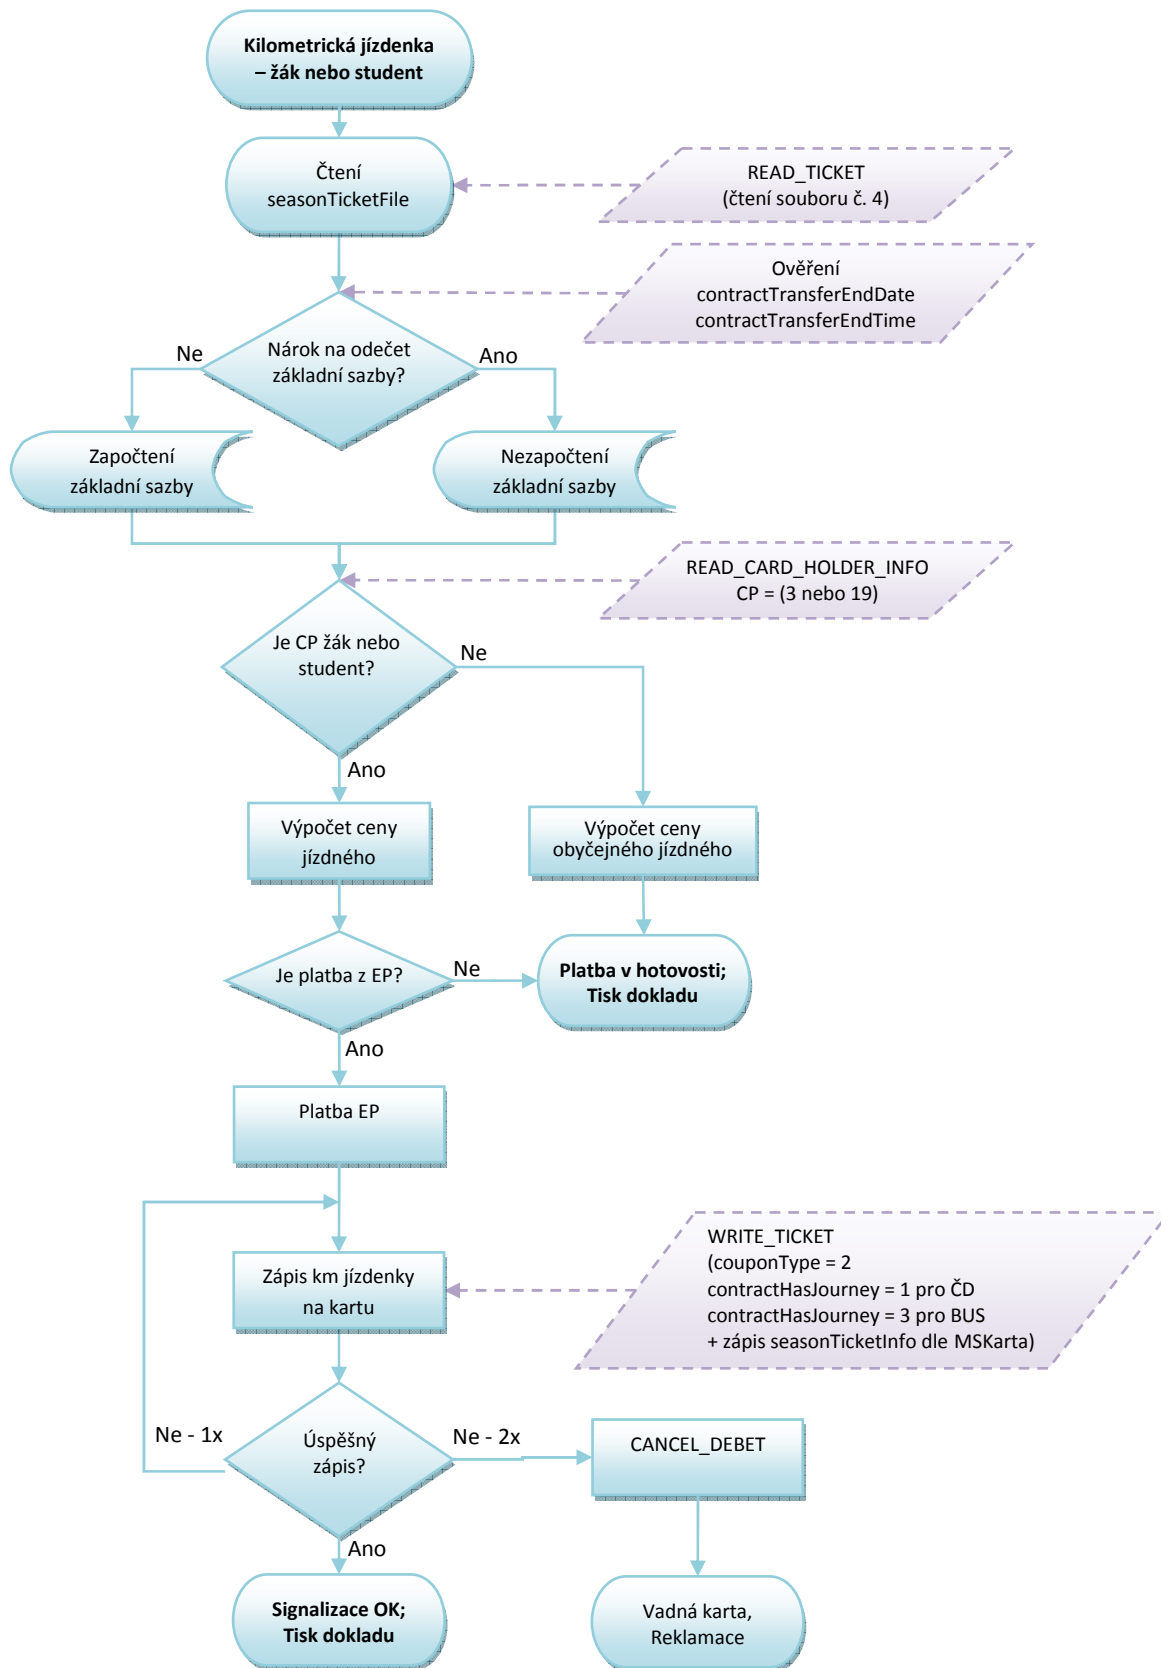 Kilometrická jízdenka
– žák nebo student
Čtení
seasonTicketFile
READ_TICKET
(čtení souboru č. 4)
Ověření
contractTransferEndDate
contractTransferEndTime
Nárok na odečet
základní sazby?
Ne
Ano
Započtení
základní sazby
Nezapočtení
základní sazby
READ_CARD_HOLDER_INFO
CP = (3 nebo 19)
Je CP žák nebo
student?
Ne
Ano
Výpočet ceny
jízdného
Výpočet ceny
obyčejného jízdného
Je platba z EP?
Ne
Platba v hotovosti;
Tisk dokladu
Ano
Platba EP
WRITE_TICKET
(couponType = 2
contractHasJourney = 1 pro ČD
contractHasJourney = 3 pro BUS
+ zápis seasonTicketInfo dle MSKarta)
Zápis km jízdenky
na kartu
Ne - 1x
Úspěšný
zápis?
Ne - 2x
CANCEL_DEBET
Ano
Signalizace OK;
Tisk dokladu
Vadná karta,
Reklamace